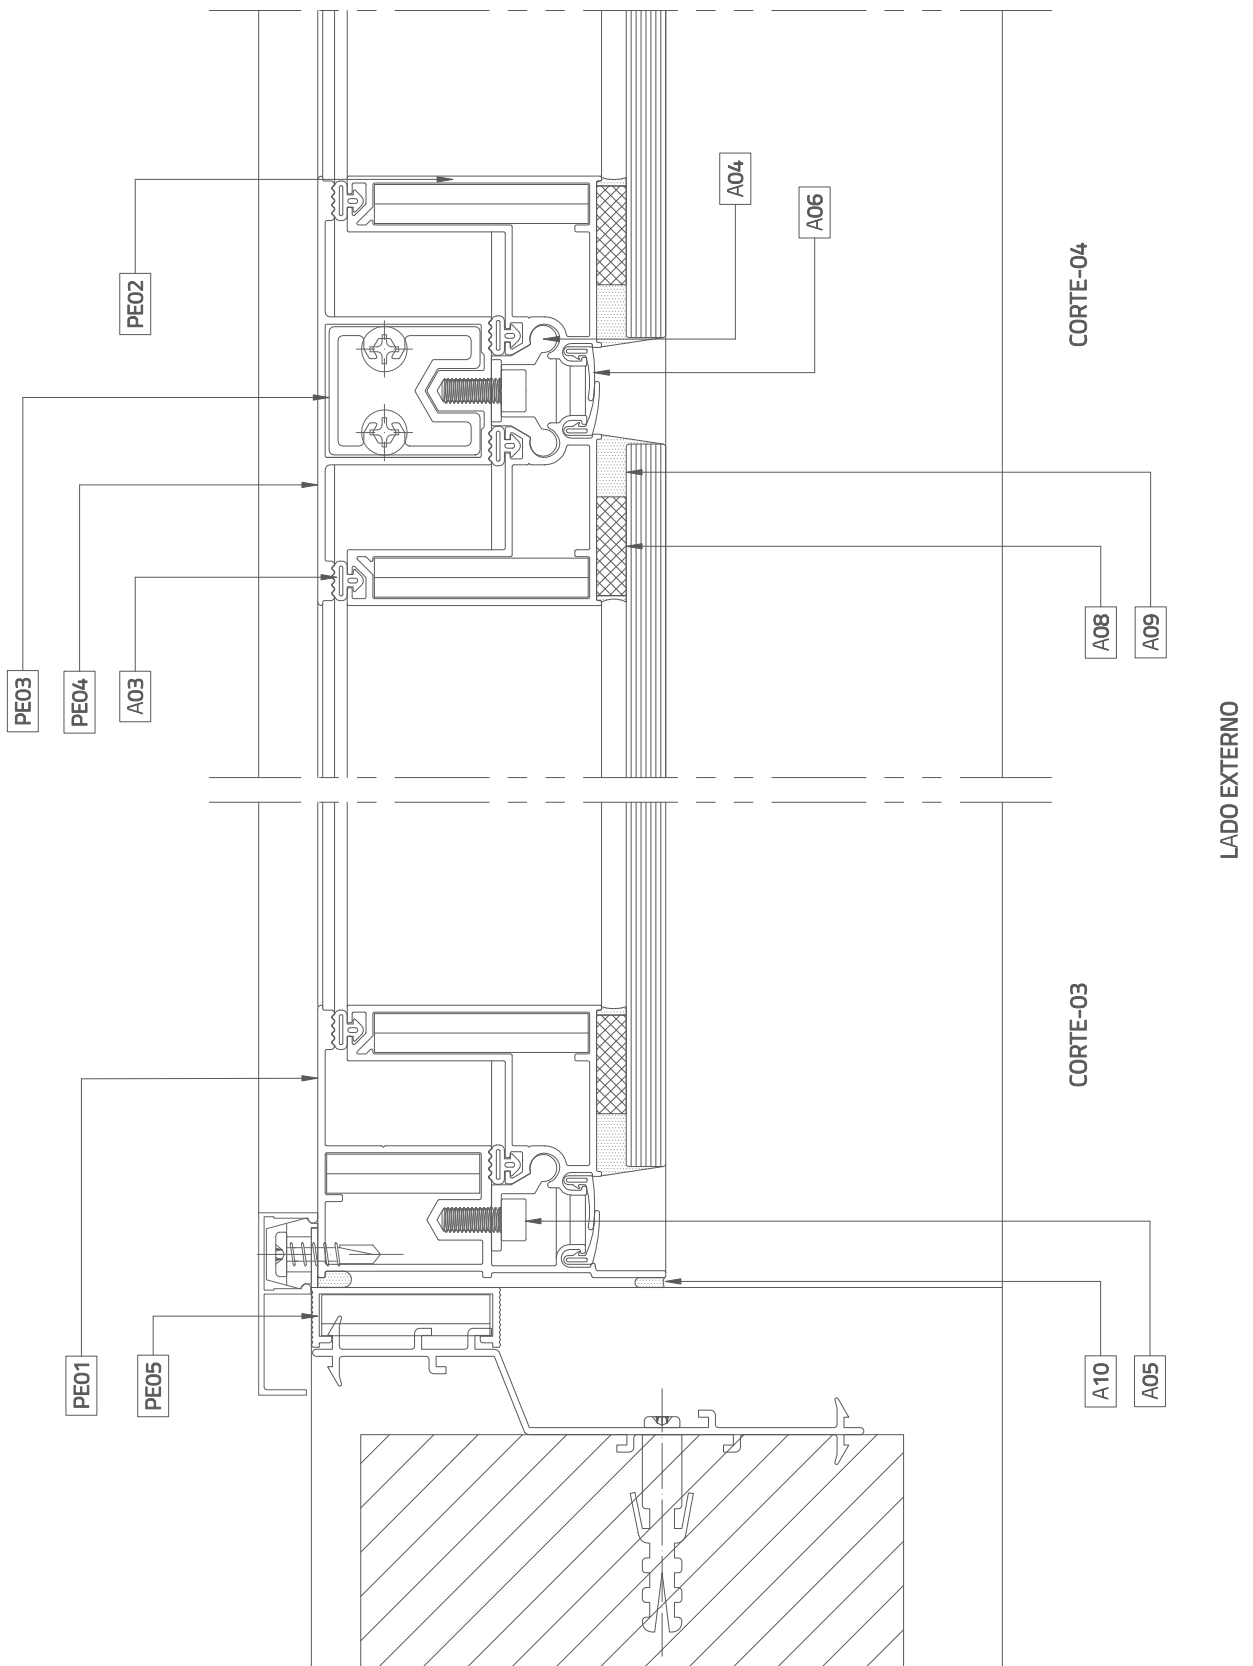 PE03
PE01
PE04
PE05
A03
PE02
A04
A06
CORTE-03
CORTE-04
A10
A08
A05
A09
LADO EXTERNO